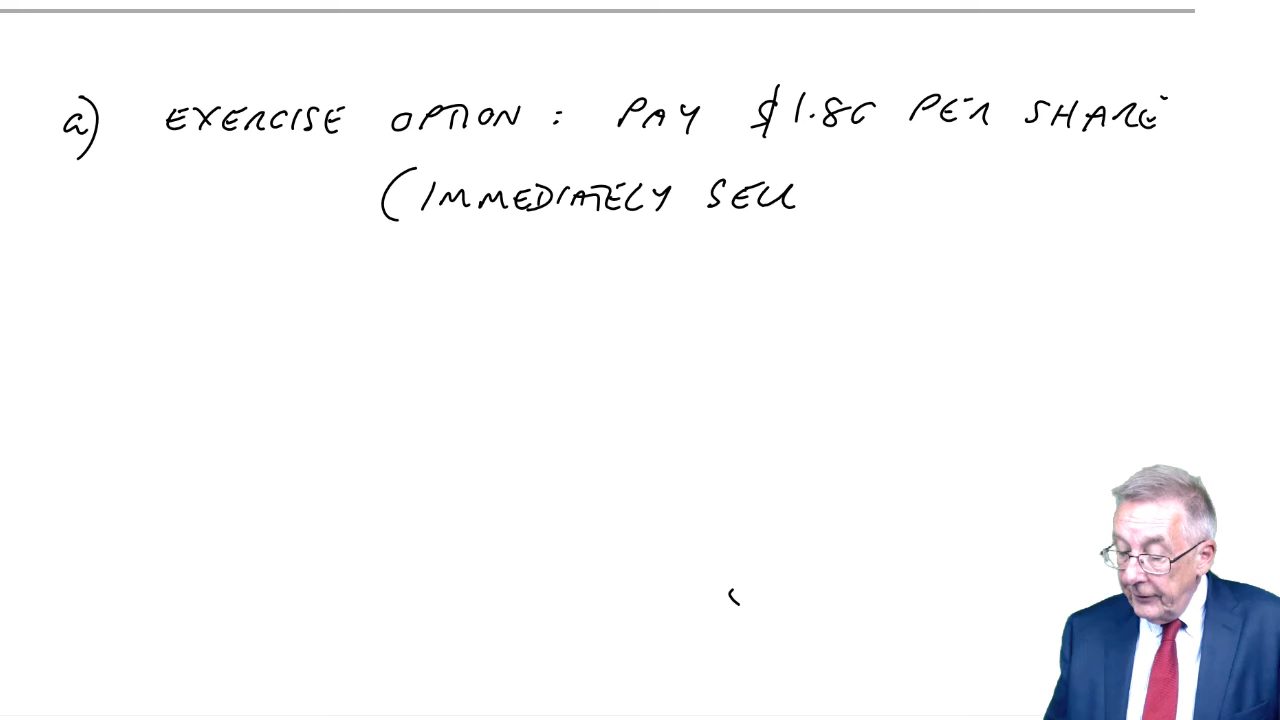 a) EXERCISE OPTION : PAY $1.80 PER SHARE
(IMMEDIATELY SELL